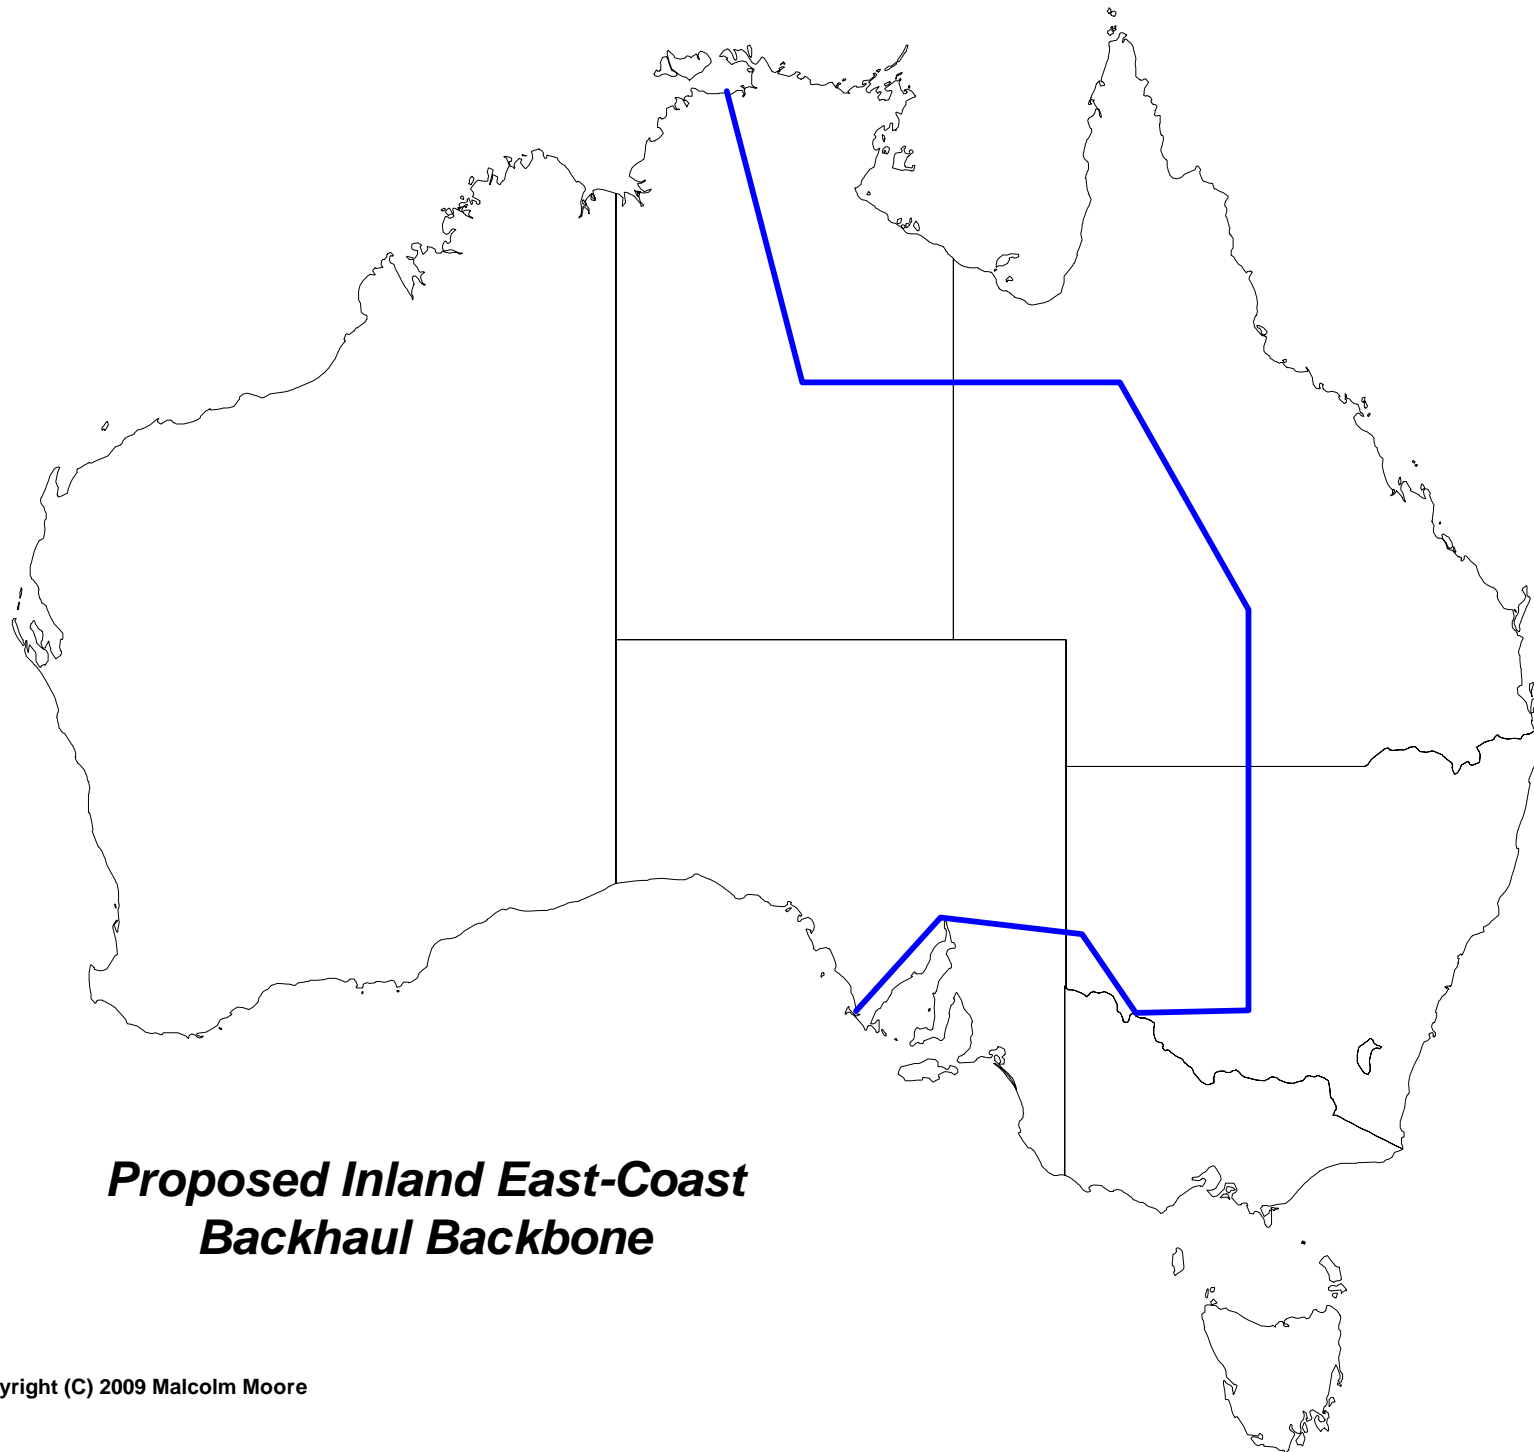 Proposed Inland East-Coast
Backhaul Backbone
yright (C) 2009 Malcolm Moore